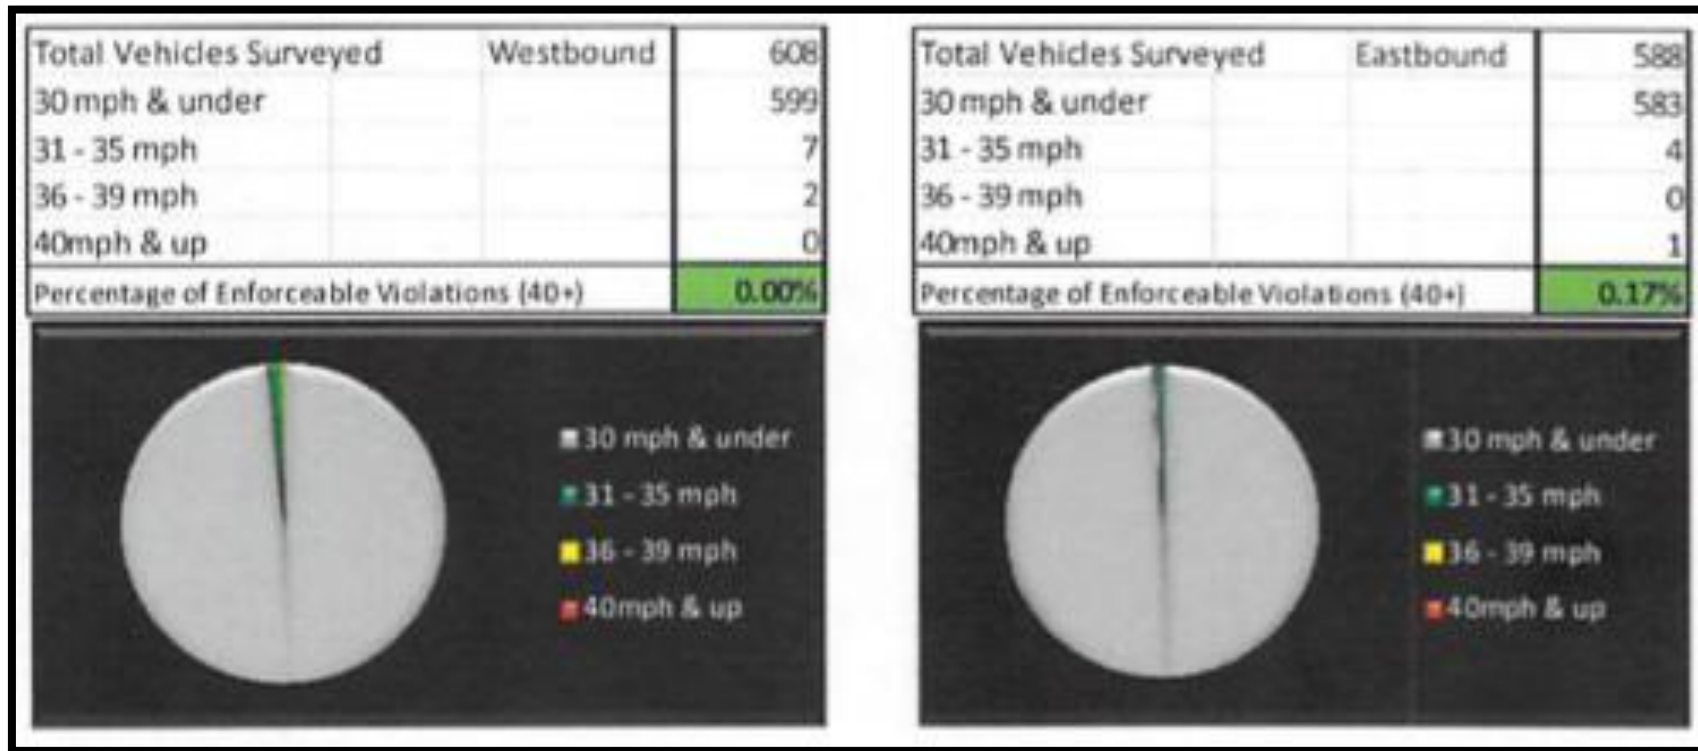 Total Vehicles Surveyed Westbound 608
30 mph & under 599
31 - 35 mph 7
36 - 39 mph 2
40mph & up 0
Percentage of Enforceable Violations (40+) 0.00%
30 mph & under
31 - 35 mph
36 - 39 mph
40mph & up
Total Vehicles Surveyed Eastbound 588
30 mph & under 583
31 - 35 mph 4
36 - 39 mph 0
40mph & up 1
Percentage of Enforceable Violations (40+) 0.17%
30 mph & under
31 - 35 mph
36 - 39 mph
40mph & up